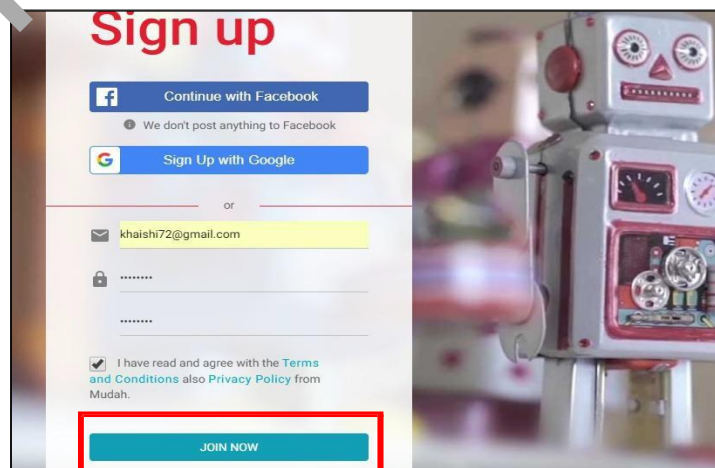 Sign up
Continue with Facebook
We don't post anything to Facebook
Sign Up with Google
or
khaishi72@gmail.com
••••••••
••••••••
I have read and agree with the Terms
and Conditions also Privacy Policy from
Mudah.
JOIN NOW